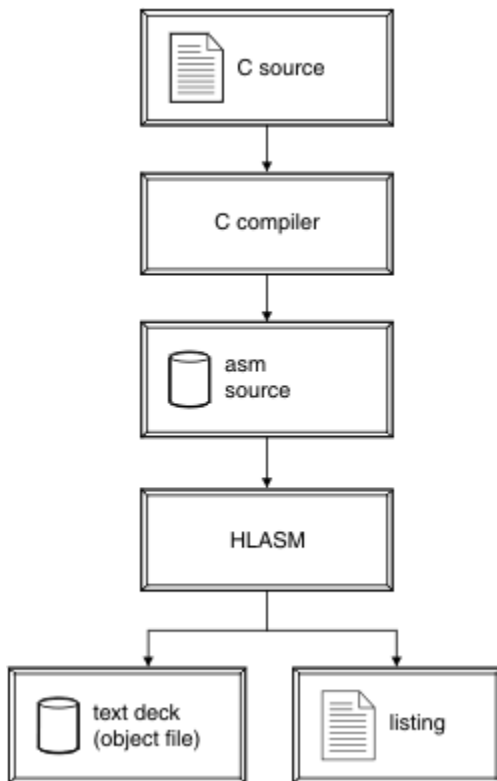 C source
C compiler
asm
source
HLASM
text deck
(object file)
listing